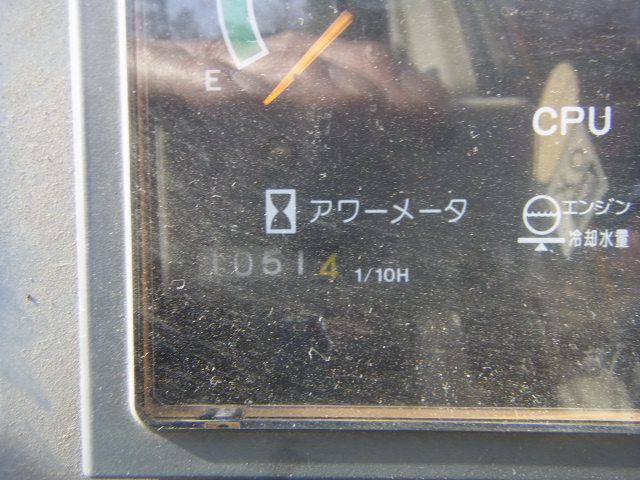 E
CPU
アワーメータ
エンジン
冷却水量
10514 1/10H